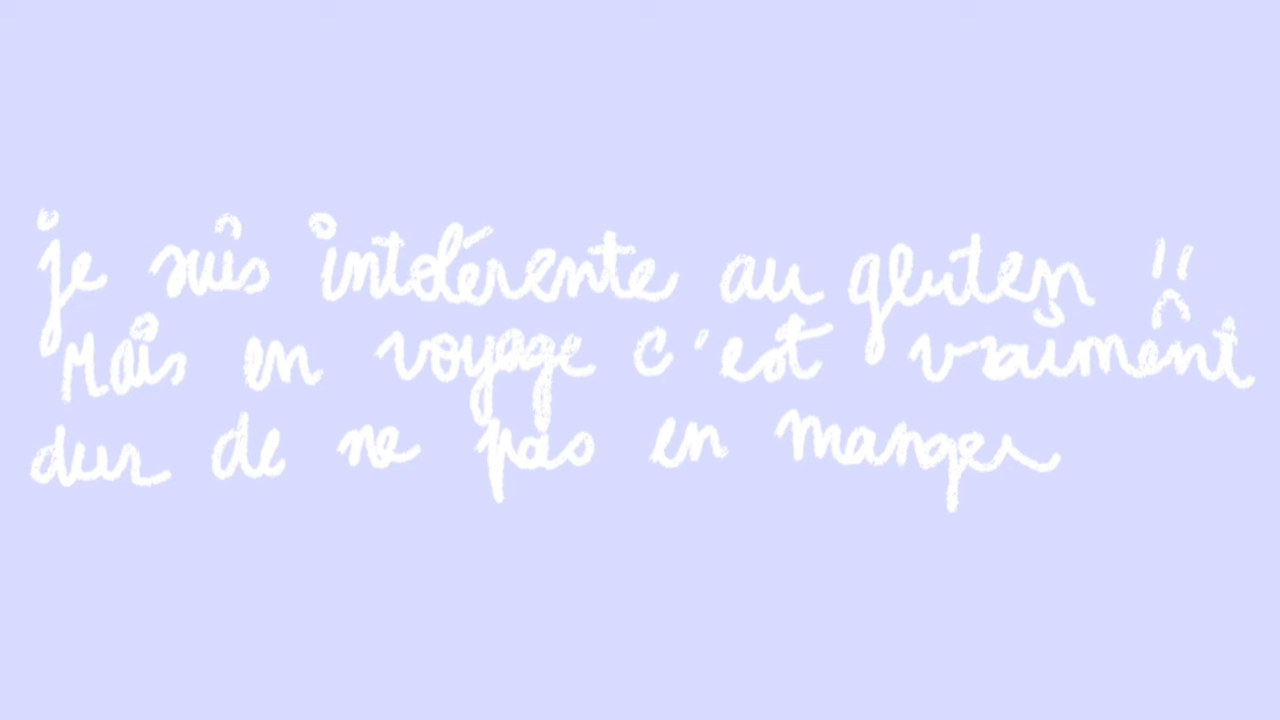 je suis intolérente au gluten !!
Mais en voyage c'est vraiment
dur de ne pas en manger